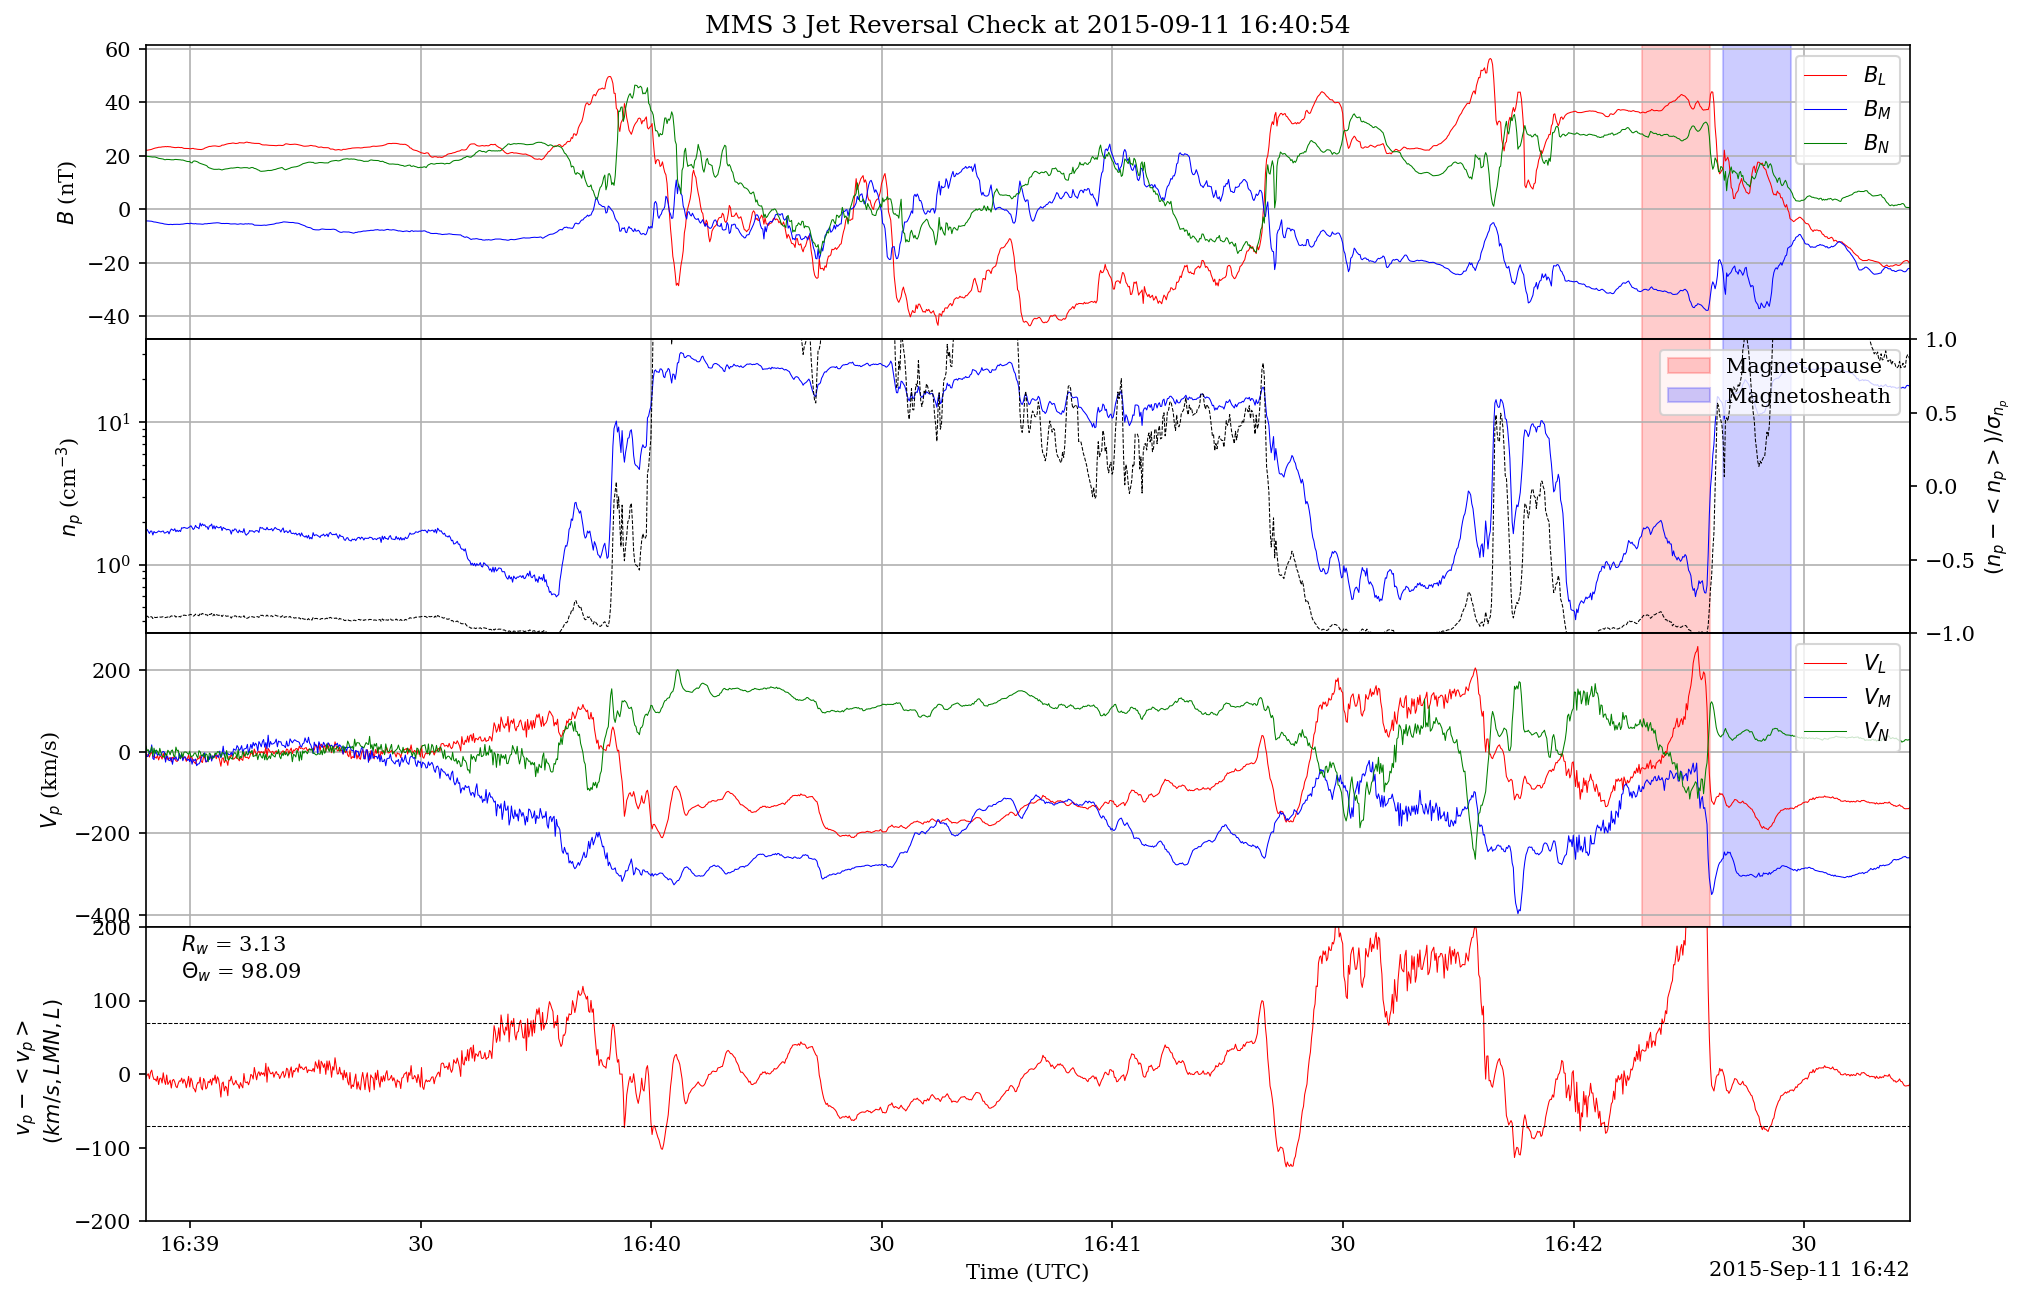 MMS 3 Jet Reversal Check at 2015-09-11 16:40:54
60
40
20
0
−20
−40
B (nT)
B_L
B_M
B_N
10^1
10^0
n_p (cm^−3)
1.0
0.5
0.0
−0.5
−1.0
(n_p − < n_p > )/σ_{n_p}
Magnetopause
Magnetosheath
200
0
−200
−400
V_p (km/s)
V_L
V_M
V_N
200
100
0
−100
−200
v_p − < v_p >
(km/s, LMN, L)
R_w = 3.13
Θ_w = 98.09
16:39 30 16:40 30 16:41 30 16:42 30
Time (UTC)
2015-Sep-11 16:42